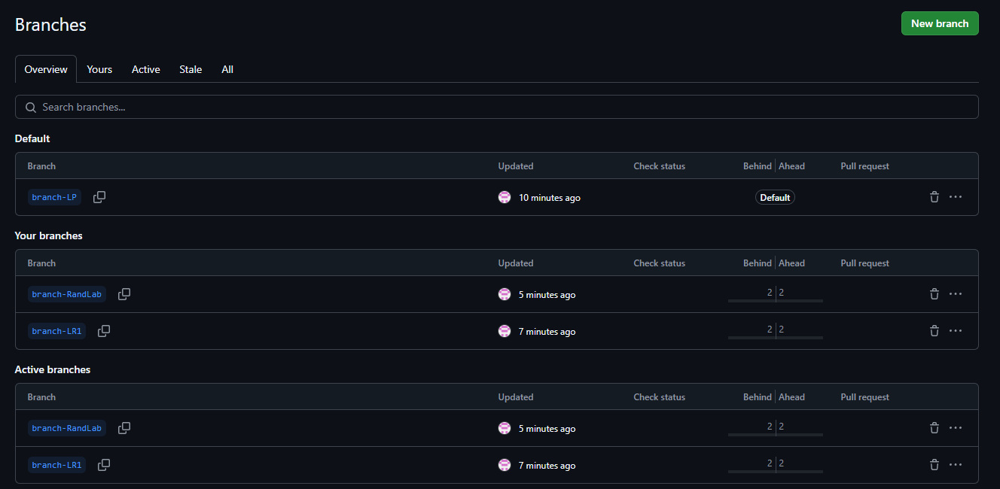 Branches
New branch
Overview Yours Active Stale All
Search branches...
Default
Branch Updated Check status Behind Ahead Pull request
branch-LP 10 minutes ago Default
Your branches
Branch Updated Check status Behind Ahead Pull request
branch-RandLab 5 minutes ago 2 2
branch-LR1 7 minutes ago 2 2
Active branches
Branch Updated Check status Behind Ahead Pull request
branch-RandLab 5 minutes ago 2 2
branch-LR1 7 minutes ago 2 2